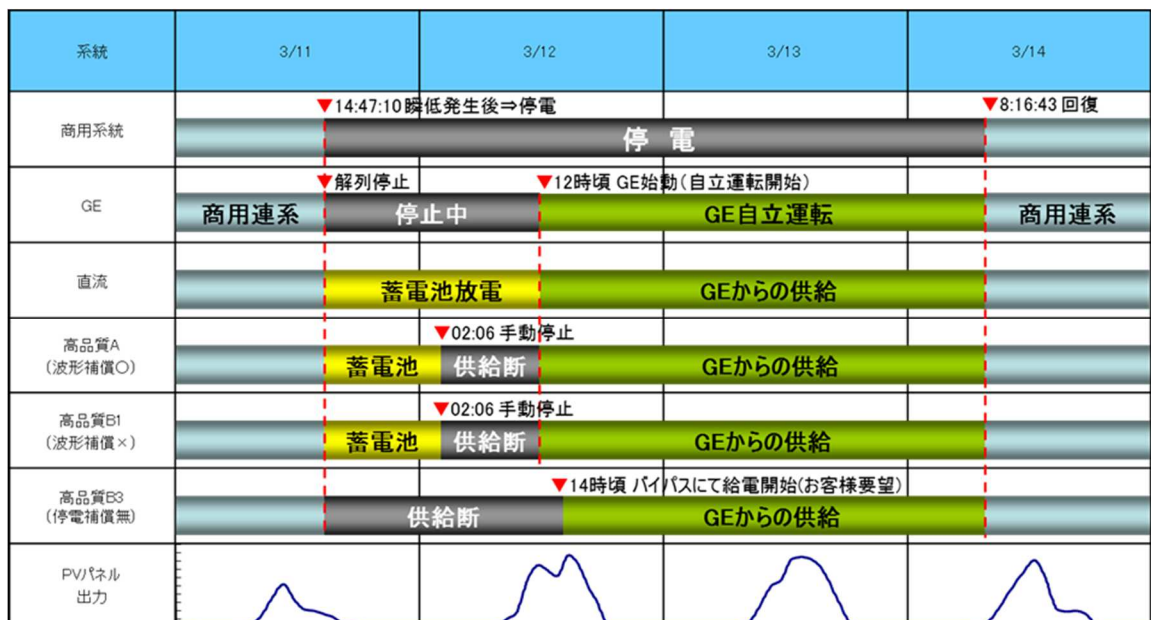 系統 3/11 3/12 3/13 3/14
▼14:47:10 瞬低発生後⇒停電 ▼8:16:43 回復
商用系統 停 電
▼解列停止 ▼12時頃 GE始動(自立運転開始)
GE 商用連系 停止中 GE自立運転 商用連系
直流 蓄電池放電 GEからの供給
▼02:06 手動停止
高品質A
(波形補償○) 蓄電池 供給断 GEからの供給
▼02:06 手動停止
高品質B1
(波形補償×) 蓄電池 供給断 GEからの供給
▼14時頃 バイパスにて給電開始(お客様要望)
高品質B3
(停電補償無) 供給断 GEからの供給
PVパネル
出力